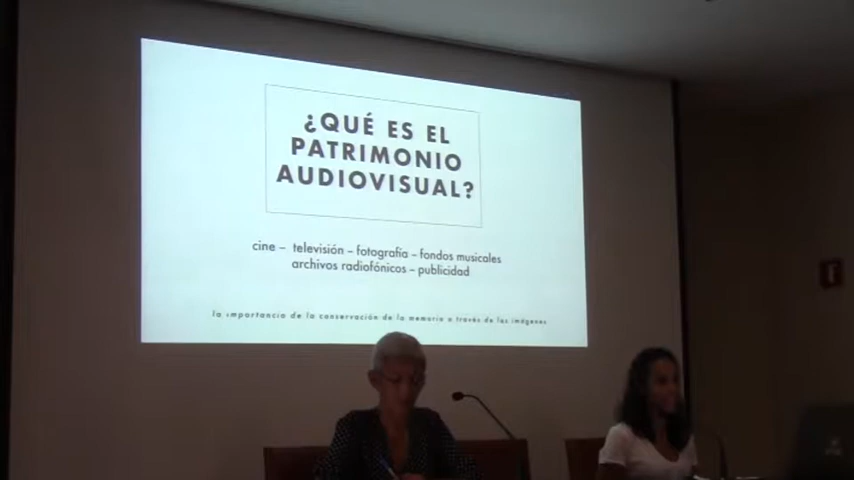 ¿QUÉ ES EL
PATRIMONIO
AUDIOVISUAL?
cine – televisión – fotografía – fondos musicales
archivos radiofónicos – publicidad
la importancia de la conservación de la memoria a través de las imágenes